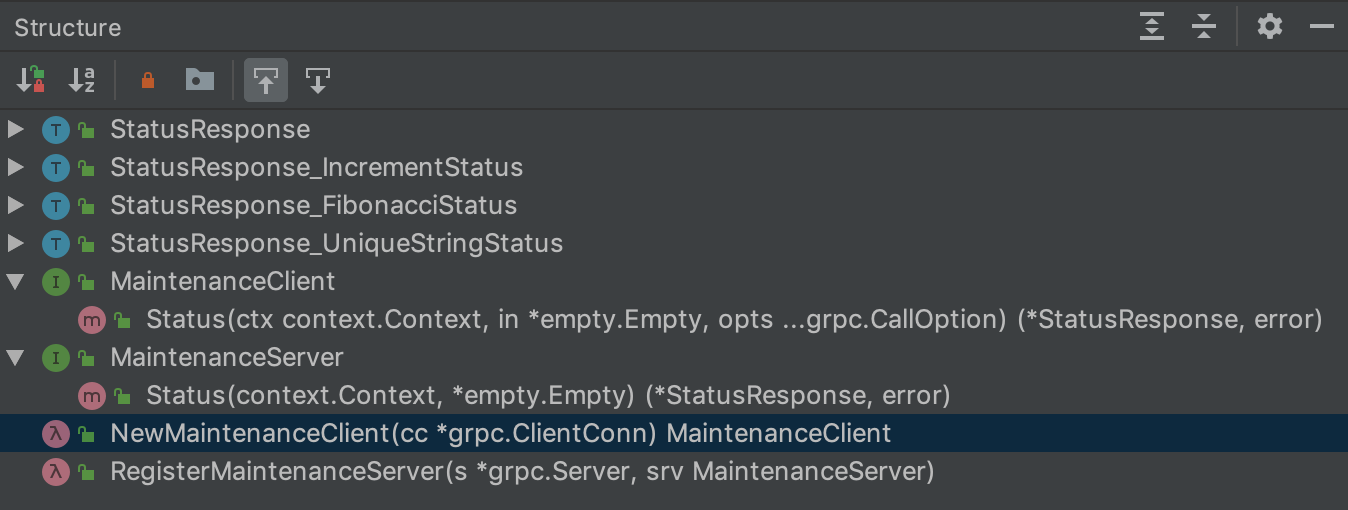 Structure
StatusResponse
StatusResponse_IncrementStatus
StatusResponse_FibonacciStatus
StatusResponse_UniqueStringStatus
MaintenanceClient
Status(ctx context.Context, in *empty.Empty, opts ...grpc.CallOption) (*StatusResponse, error)
MaintenanceServer
Status(context.Context, *empty.Empty) (*StatusResponse, error)
NewMaintenanceClient(cc *grpc.ClientConn) MaintenanceClient
RegisterMaintenanceServer(s *grpc.Server, srv MaintenanceServer)